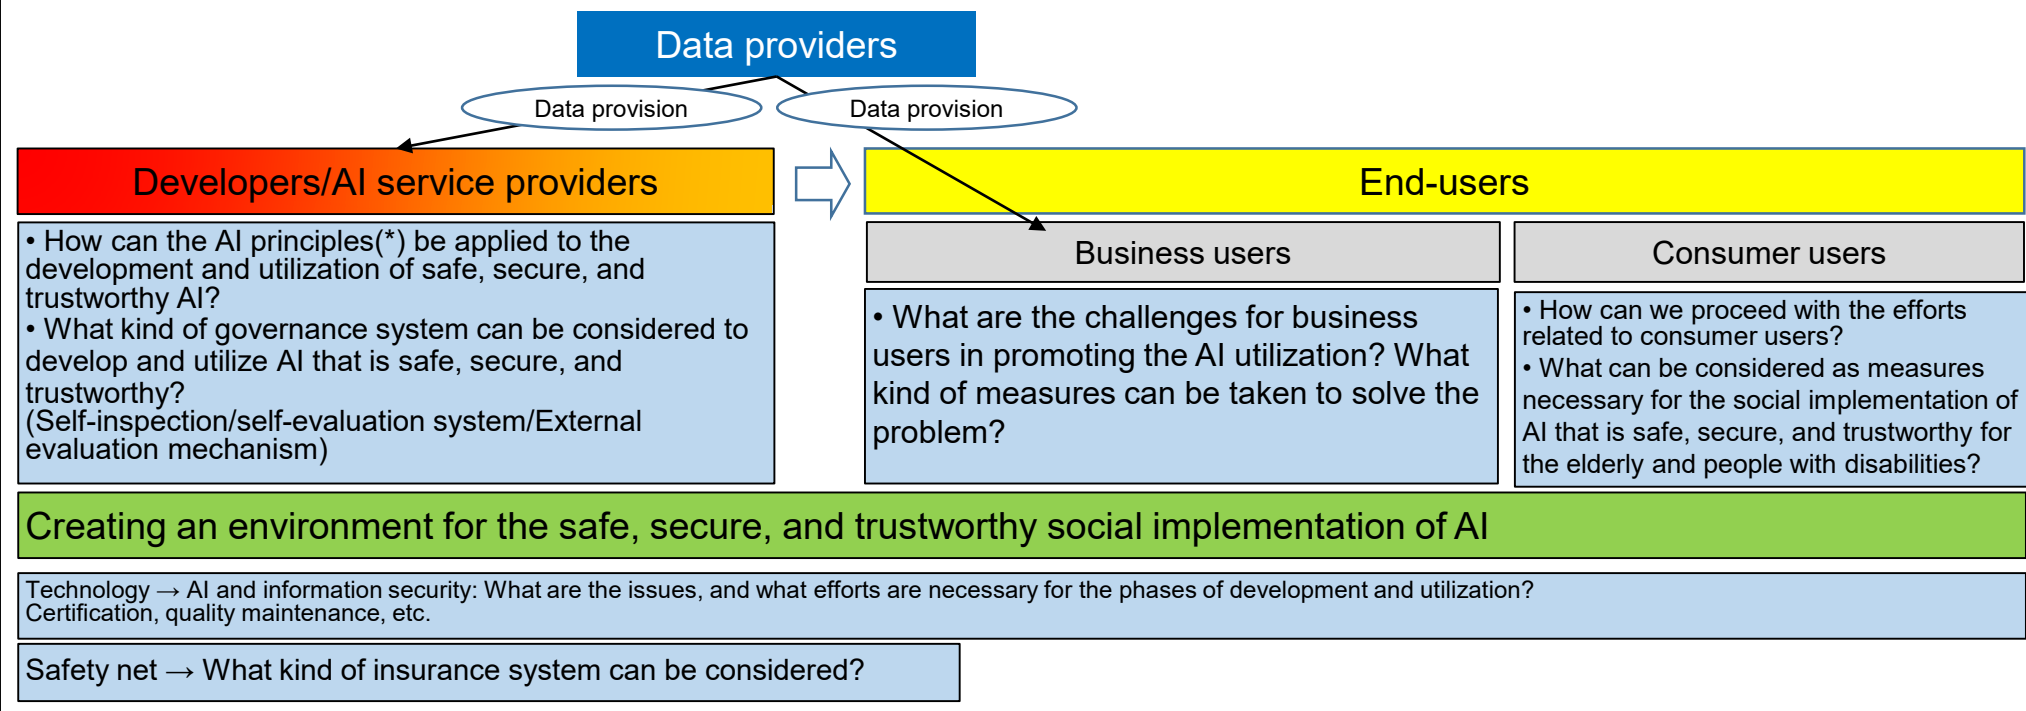 Data providers
Data provision
Data provision
Developers/AI service providers
End-users
• How can the AI principles(*) be applied to the
development and utilization of safe, secure, and
trustworthy AI?
• What kind of governance system can be considered to
develop and utilize AI that is safe, secure, and
trustworthy?
(Self-inspection/self-evaluation system/External
evaluation mechanism)
Business users
• What are the challenges for business
users in promoting the AI utilization? What
kind of measures can be taken to solve the
problem?
Consumer users
• How can we proceed with the efforts
related to consumer users?
• What can be considered as measures
necessary for the social implementation of
AI that is safe, secure, and trustworthy for
the elderly and people with disabilities?
Creating an environment for the safe, secure, and trustworthy social implementation of AI
Technology → AI and information security: What are the issues, and what efforts are necessary for the phases of development and utilization?
Certification, quality maintenance, etc.
Safety net → What kind of insurance system can be considered?